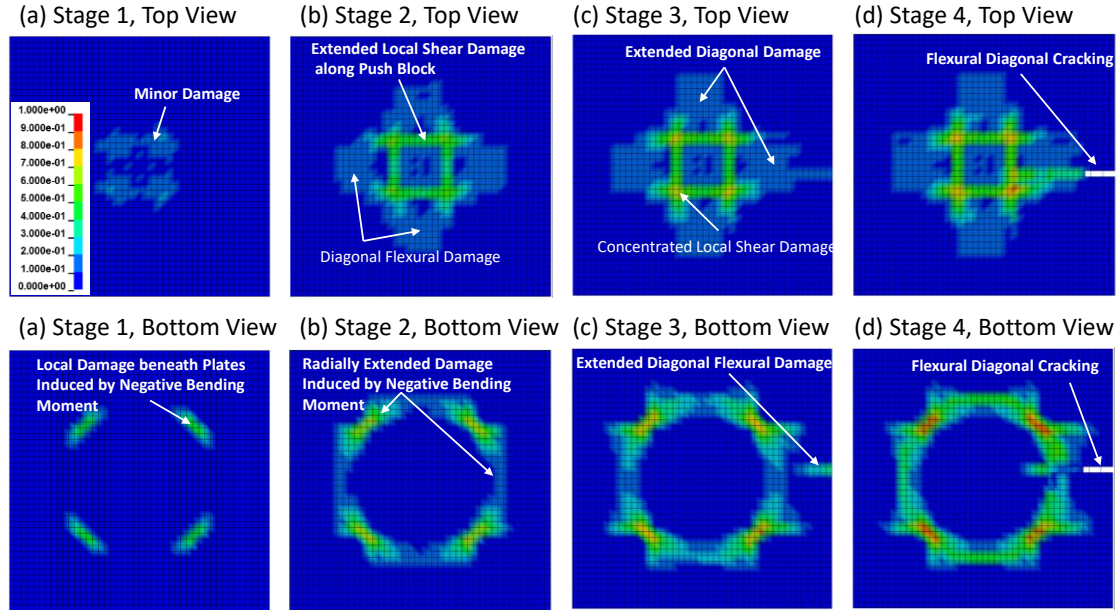 (a) Stage 1, Top View
(b) Stage 2, Top View
(c) Stage 3, Top View
(d) Stage 4, Top View
Minor Damage
1.000e+00
9.000e-01
8.000e-01
7.000e-01
6.000e-01
5.000e-01
4.000e-01
3.000e-01
2.000e-01
1.000e-01
0.000e+00
Extended Local Shear Damage
along Push Block
Diagonal Flexural Damage
Extended Diagonal Damage
Concentrated Local Shear Damage
Flexural Diagonal Cracking
(a) Stage 1, Bottom View
(b) Stage 2, Bottom View
(c) Stage 3, Bottom View
(d) Stage 4, Bottom View
Local Damage beneath Plates
Induced by Negative Bending
Moment
Radially Extended Damage
Induced by Negative Bending
Moment
Extended Diagonal Flexural Damage
Flexural Diagonal Cracking